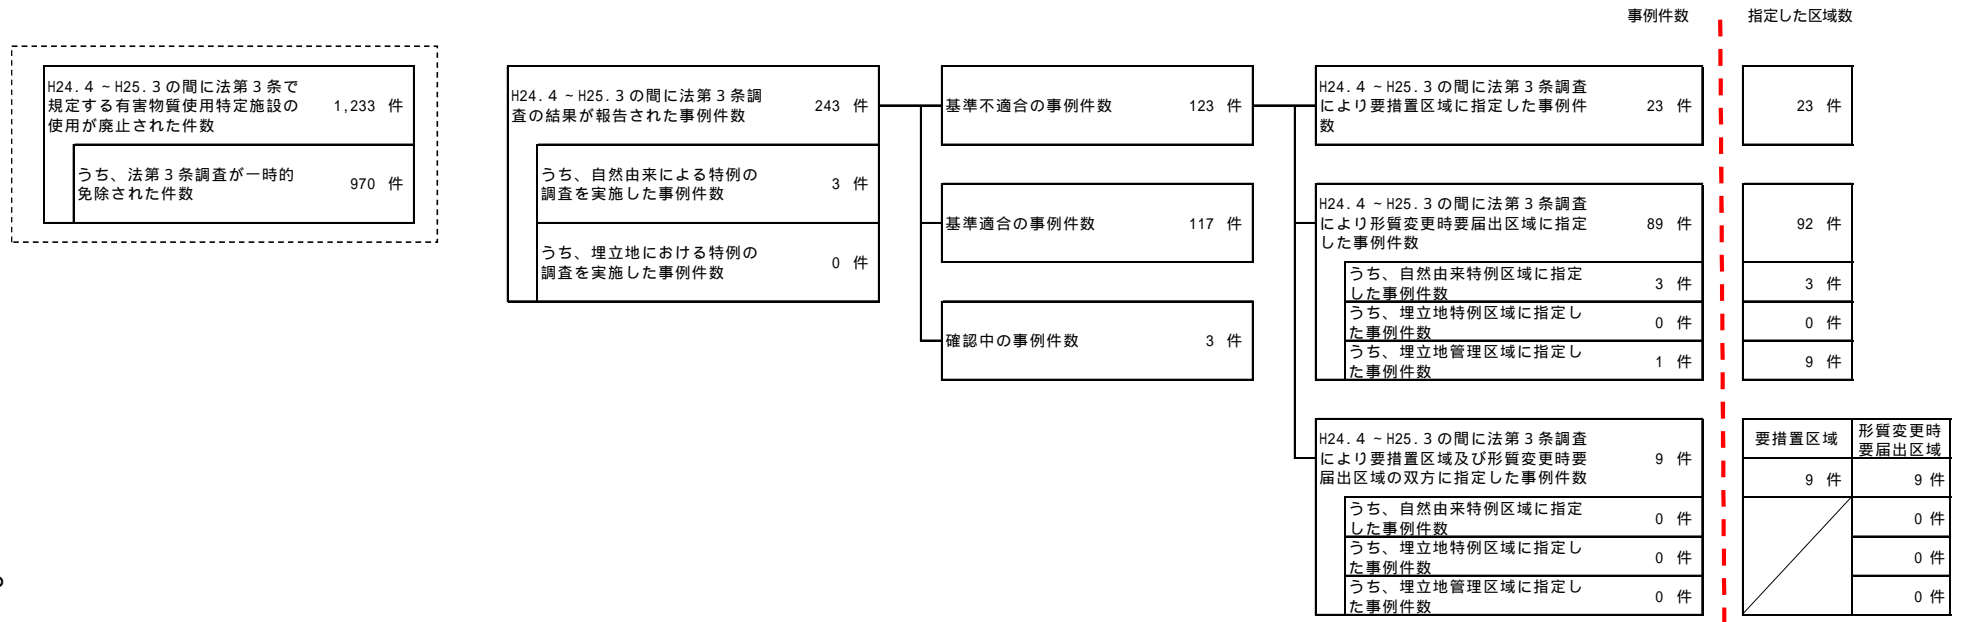 事例件数
指定した区域数
H24.4~H25.3の間に法第3条で
規定する有害物質使用特定施設の
使用が廃止された件数
1,233 件
うち、法第3条調査が一時的
免除された件数
970 件
H24.4~H25.3の間に法第3条調
査の結果が報告された事例件数
243 件
うち、自然由来による特例の
調査を実施した事例件数
3 件
うち、埋立地における特例の
調査を実施した事例件数
0 件
基準不適合の事例件数
123 件
基準適合の事例件数
117 件
確認中の事例件数
3 件
H24.4~H25.3の間に法第3条調査
により要措置区域に指定した事例件
数
23 件
23 件
H24.4~H25.3の間に法第3条調査
により形質変更時要届出区域に指定
した事例件数
89 件
92 件
うち、自然由来特例区域に指定
した事例件数
3 件
3 件
うち、埋立地特例区域に指定し
た事例件数
0 件
0 件
うち、埋立地管理区域に指定し
た事例件数
1 件
9 件
H24.4~H25.3の間に法第3条調査
により要措置区域及び形質変更時要
届出区域の双方に指定した事例件数
9 件
要措置区域
形質変更時
要届出区域
9 件
9 件
うち、自然由来特例区域に指定
した事例件数
0 件
0 件
うち、埋立地特例区域に指定し
た事例件数
0 件
0 件
うち、埋立地管理区域に指定し
た事例件数
0 件
0 件